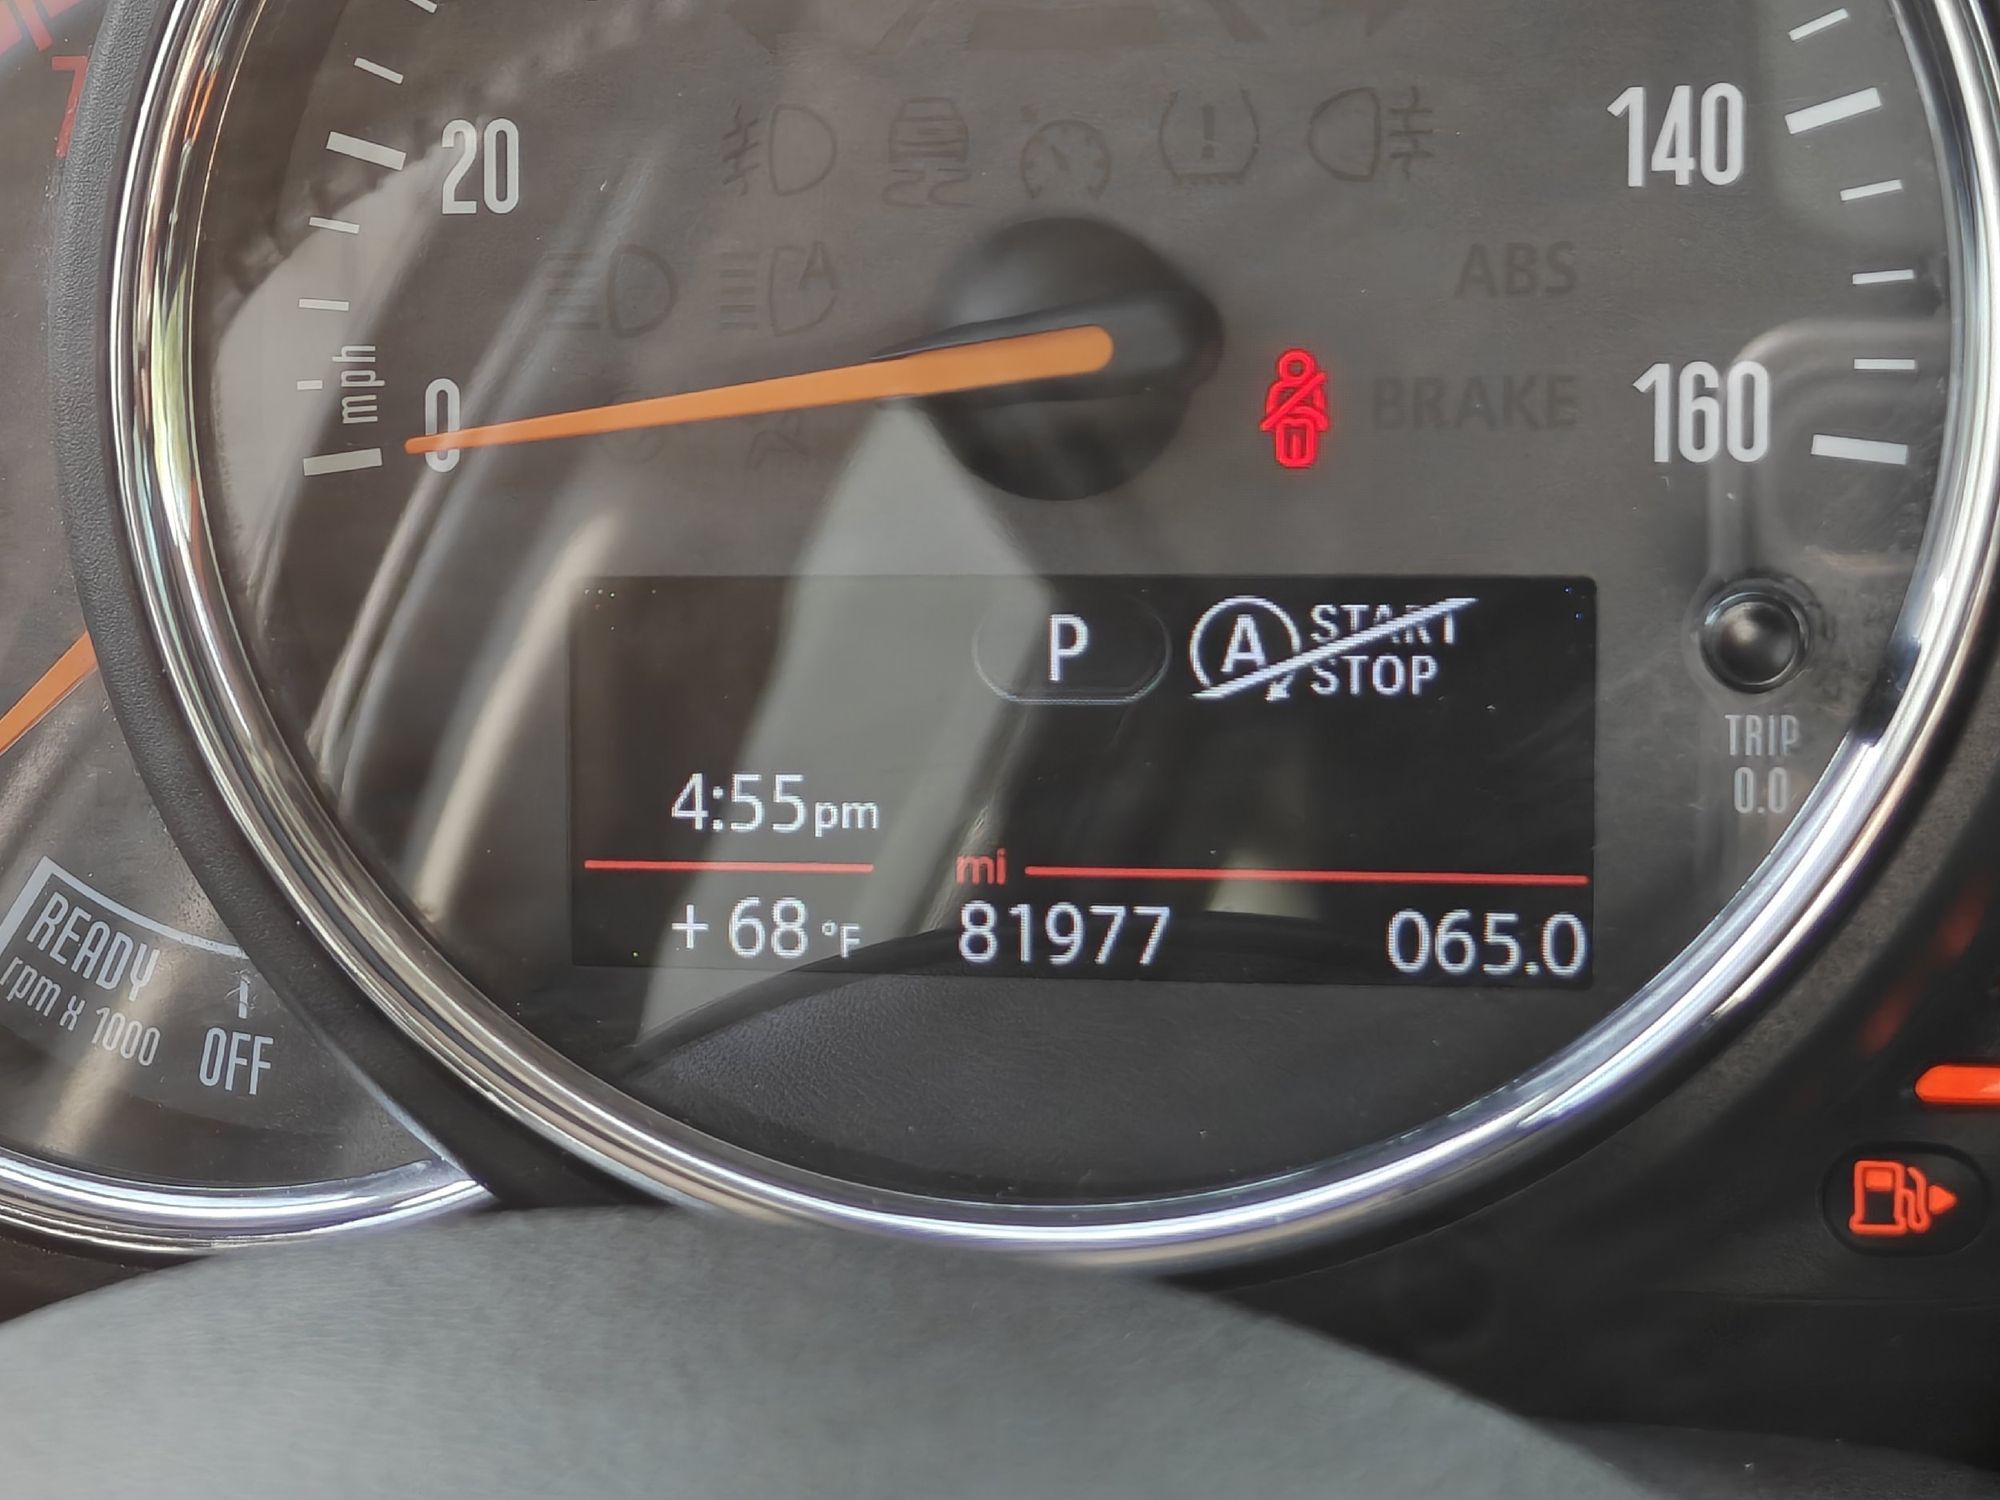 7
20
140
A
ABS
mph
0
BRAKE
160
P
A START
STOP
TRIP
0.0
4:55pm
mi
+ 68 °F
81977
065.0
READY
rpm x 1000
OFF